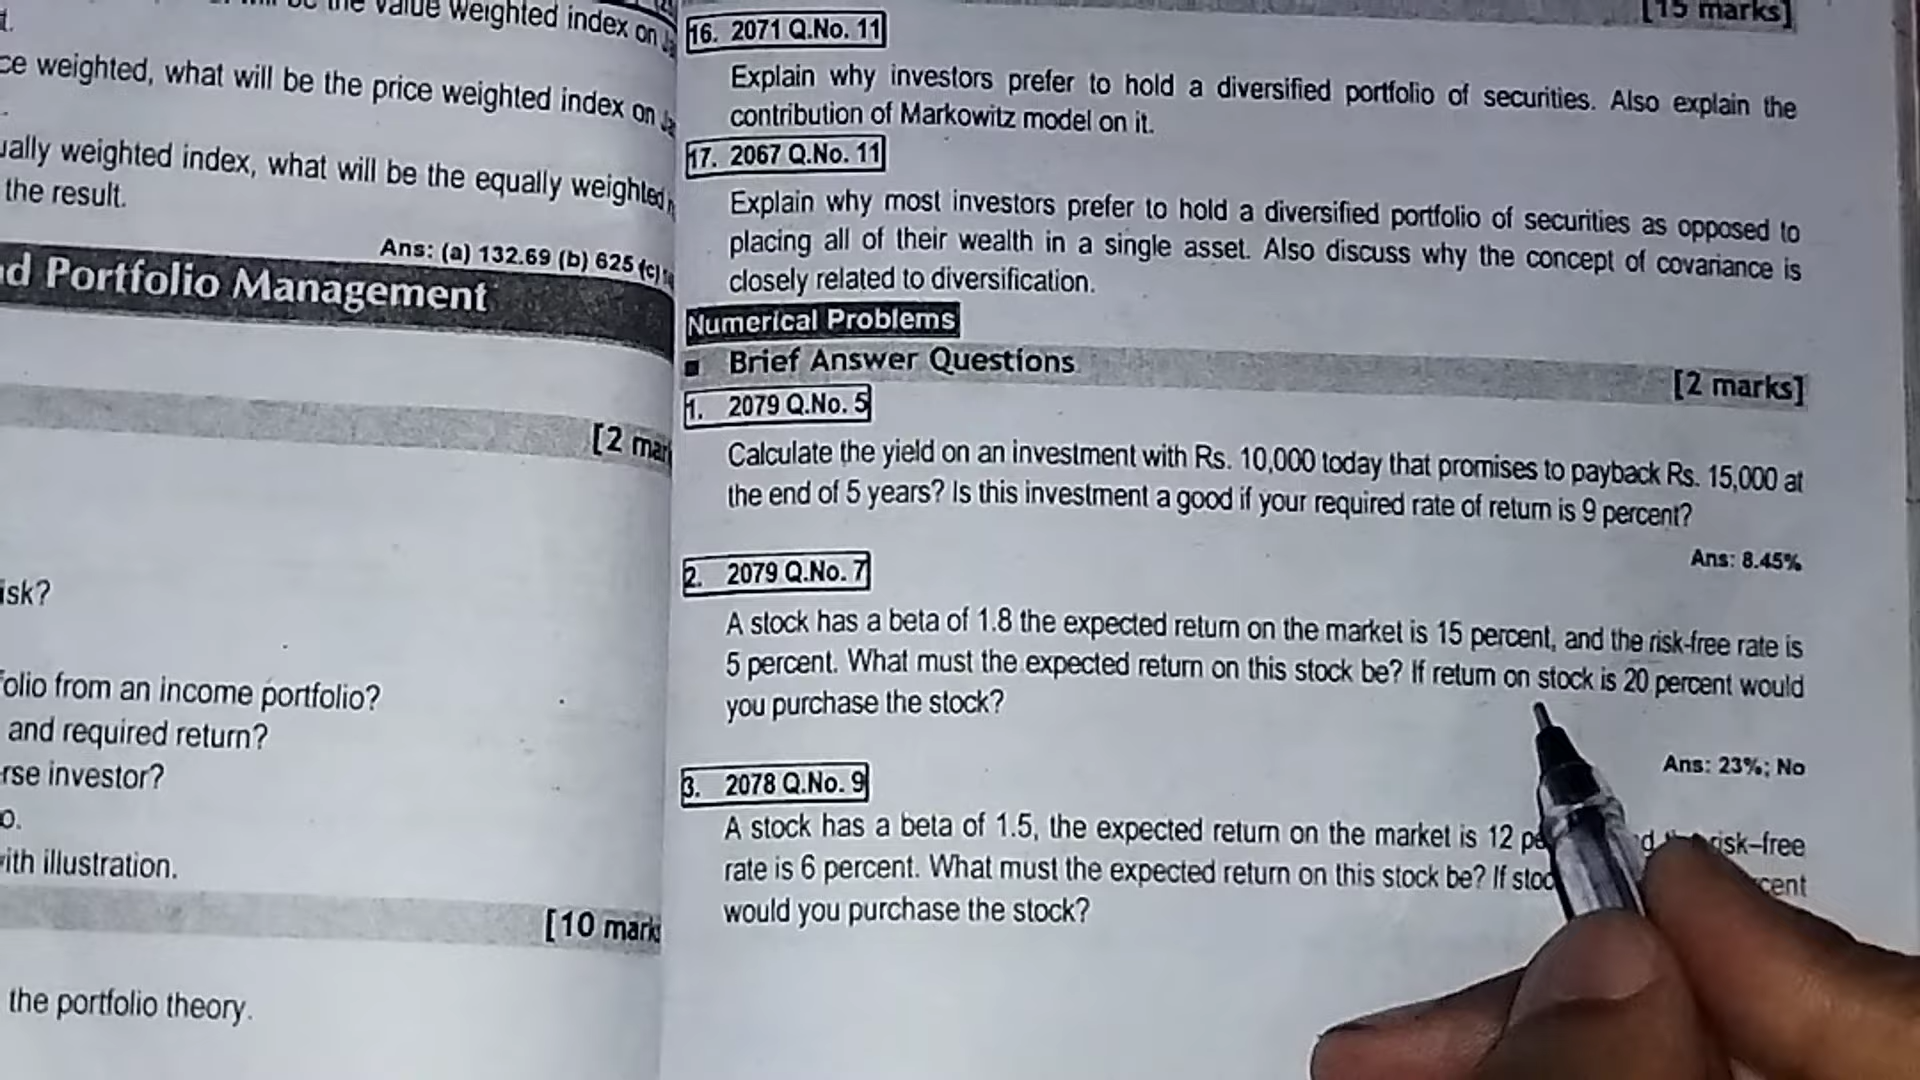 the value weighted index on
ce weighted, what will be the price weighted index on
ually weighted index, what will be the equally weighted
the result.
Ans: (a) 132.69 (b) 625 (c)
d Portfolio Management
[2 mark
isk?
folio from an income portfolio?
and required return?
rse investor?
o.
with illustration.
[10 marks
the portfolio theory.
[15 marks]
16. 2071 Q.No. 11
Explain why investors prefer to hold a diversified portfolio of securities. Also explain the
contribution of Markowitz model on it.
17. 2067 Q.No. 11
Explain why most investors prefer to hold a diversified portfolio of securities as opposed to
placing all of their wealth in a single asset. Also discuss why the concept of covariance is
closely related to diversification.
Numerical Problems
Brief Answer Questions
[2 marks]
1. 2079 Q.No. 5
Calculate the yield on an investment with Rs. 10,000 today that promises to payback Rs. 15,000 at
the end of 5 years? Is this investment a good if your required rate of return is 9 percent?
Ans: 8.45%
2. 2079 Q.No. 7
A stock has a beta of 1.8 the expected return on the market is 15 percent, and the risk-free rate is
5 percent. What must the expected return on this stock be? If return on stock is 20 percent would
you purchase the stock?
Ans: 23%; No
3. 2078 Q.No. 9
A stock has a beta of 1.5, the expected return on the market is 12 pe risk–free
rate is 6 percent. What must the expected return on this stock be? If stoc cent
would you purchase the stock?